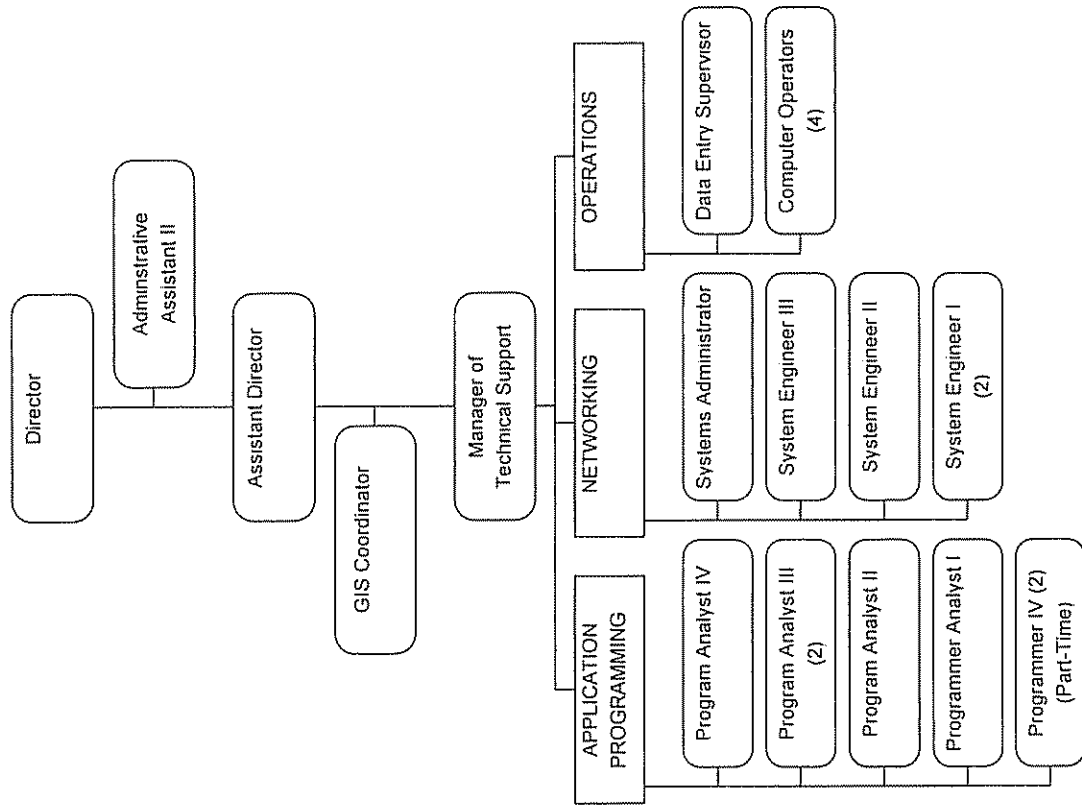 Director
Adminstrative
Assistant II
Assistant Director
GIS Coordinator
Manager of
Technical Support
APPLICATION
PROGRAMMING
Program Analyst IV
Program Analyst III
(2)
Program Analyst II
Programmer Analyst I
Programmer IV (2)
(Part-Time)
NETWORKING
Systems Administrator
System Engineer III
System Engineer II
System Engineer I
(2)
OPERATIONS
Data Entry Supervisor
Computer Operators
(4)